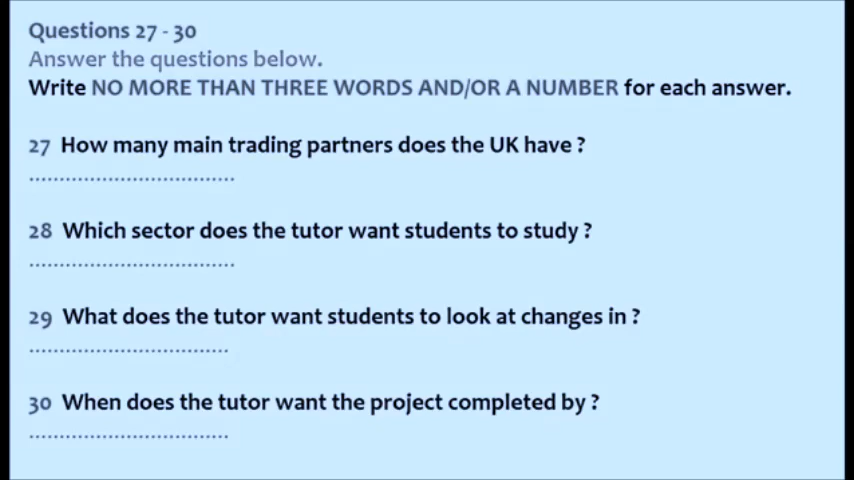 Questions 27 - 30
Answer the questions below.
Write NO MORE THAN THREE WORDS AND/OR A NUMBER for each answer.
27 How many main trading partners does the UK have ?
..................................
28 Which sector does the tutor want students to study ?
..................................
29 What does the tutor want students to look at changes in ?
.................................
30 When does the tutor want the project completed by ?
.................................